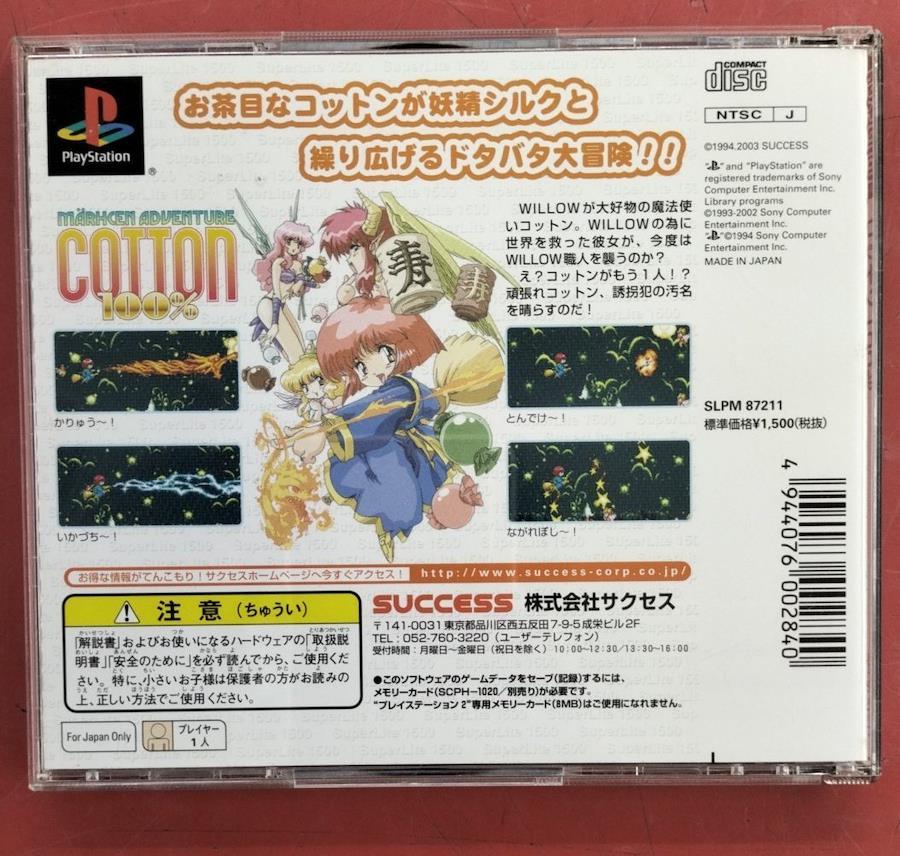 PlayStation
®
お茶目なコットンが妖精シルクと
繰り広げるドタバタ大冒険!!
MÄRHCEN ADVENTURE
COTTON
100%
WILLOWが大好物の魔法使
いコットン。WILLOWの為に
世界を救った彼女が、今度は
WILLOW職人を襲うのか?
え?コットンがもう1人!?
頑張れコットン、誘拐犯の汚名
を晴らすのだ!
寿
寿
かりゅう〜!
とんでけ〜!
いかづち〜!
ながれぼし〜!
お得な情報がてんこもり!サクセスホームページへ今すぐアクセス! http://www.success-corp.co.jp/
注意(ちゅうい)
「解説書」およびお使いになるハードウェアの「取扱説
明書」「安全のために」を必ず読んでから、ご使用くだ
さい。特に、小さいお子様は保護者の方がお読みの
上、正しい方法でご使用ください。
For Japan Only
プレイヤー
1人
SUCCESS 株式会社サクセス
〒141-0031 東京都品川区西五反田7-9-5成栄ビル2F
TEL:052-760-3220(ユーザーテレフォン)
受付時間:月曜日〜金曜日(祝日を除く)10:00-12:30/13:30-16:00
●このソフトウェアのゲームデータをセーブ(記録)するには、
メモリーカード(SCPH-1020/別売り)が必要です。
"プレイステーション 2"専用メモリーカード(8MB)はご使用になれません。
COMPACT
disc
NTSC J
©1994.2003 SUCCESS
" " and "PlayStation" are
registered trademarks of Sony
Computer Entertainment Inc.
Library programs
©1993-2002 Sony Computer
Entertainment Inc.
" "©1994 Sony Computer
Entertainment Inc.
MADE IN JAPAN
SLPM 87211
標準価格¥1,500(税抜)
4 944076 002840
SuperLite 1500